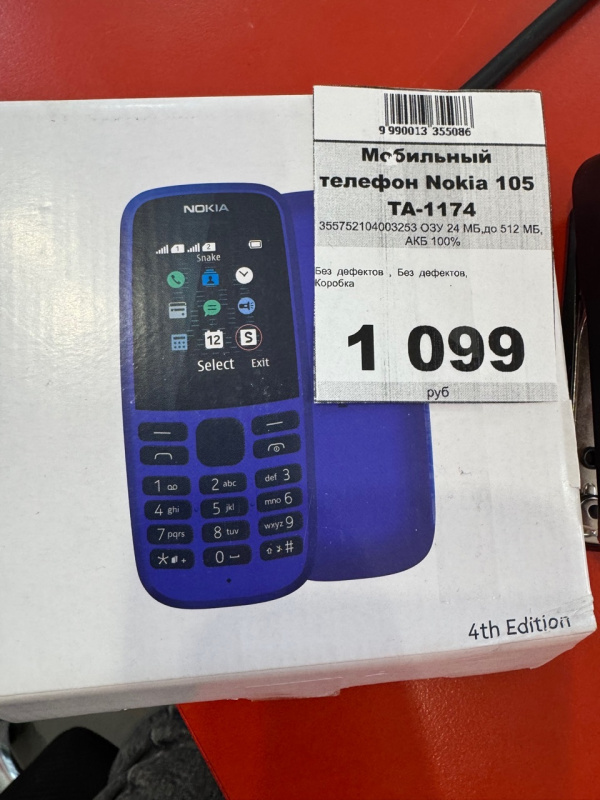 9 990013 355086
Мобильный
телефон Nokia 105
TA-1174
355752104003253 ОЗУ 24 МБ,до 512 МБ,
АКБ 100%
Без дефектов , Без дефектов,
Коробка
1 099
руб
NOKIA
1 2
Snake
12 S
Select Exit
1 2 abc def 3
4 ghi 5 jkl mno 6
7 pqrs 8 tuv wxyz 9
* + 0 #
4th Edition